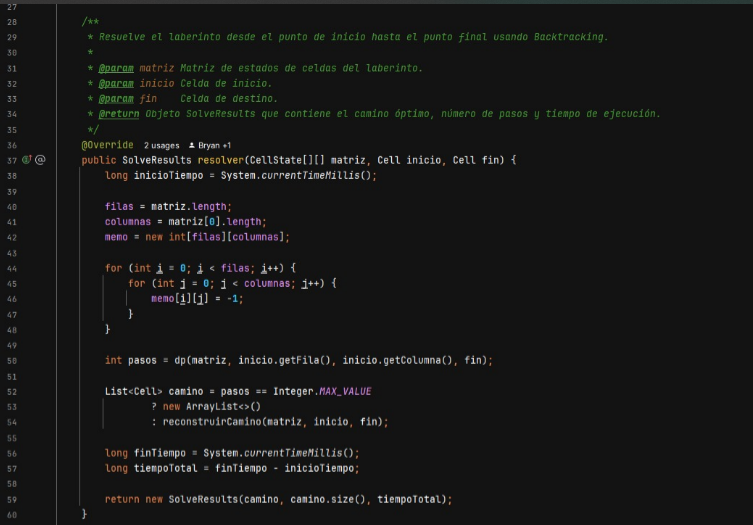 27
28 /**
29 * Resuelve el laberinto desde el punto de inicio hasta el punto final usando Backtracking.
30 *
31 * @param matriz Matriz de estados de celdas del laberinto.
32 * @param inicio Celda de inicio.
33 * @param fin    Celda de destino.
34 * @return Objeto SolveResults que contiene el camino óptimo, número de pasos y tiempo de ejecución.
35 */
36 @Override 2 usages Bryan +1
37 @ public SolveResults resolver(CellState[][] matriz, Cell inicio, Cell fin) {
38     long inicioTiempo = System.currentTimeMillis();
39
40     filas = matriz.length;
41     columnas = matriz[0].length;
42     memo = new int[filas][columnas];
43
44     for (int i = 0; i < filas; i++) {
45         for (int j = 0; j < columnas; j++) {
46             memo[i][j] = -1;
47         }
48     }
49
50     int pasos = dp(matriz, inicio.getFila(), inicio.getColumna(), fin);
51
52     List<Cell> camino = pasos == Integer.MAX_VALUE
53             ? new ArrayList<>()
54             : reconstruirCamino(matriz, inicio, fin);
55
56     long finTiempo = System.currentTimeMillis();
57     long tiempoTotal = finTiempo - inicioTiempo;
58
59     return new SolveResults(camino, camino.size(), tiempoTotal);
60 }